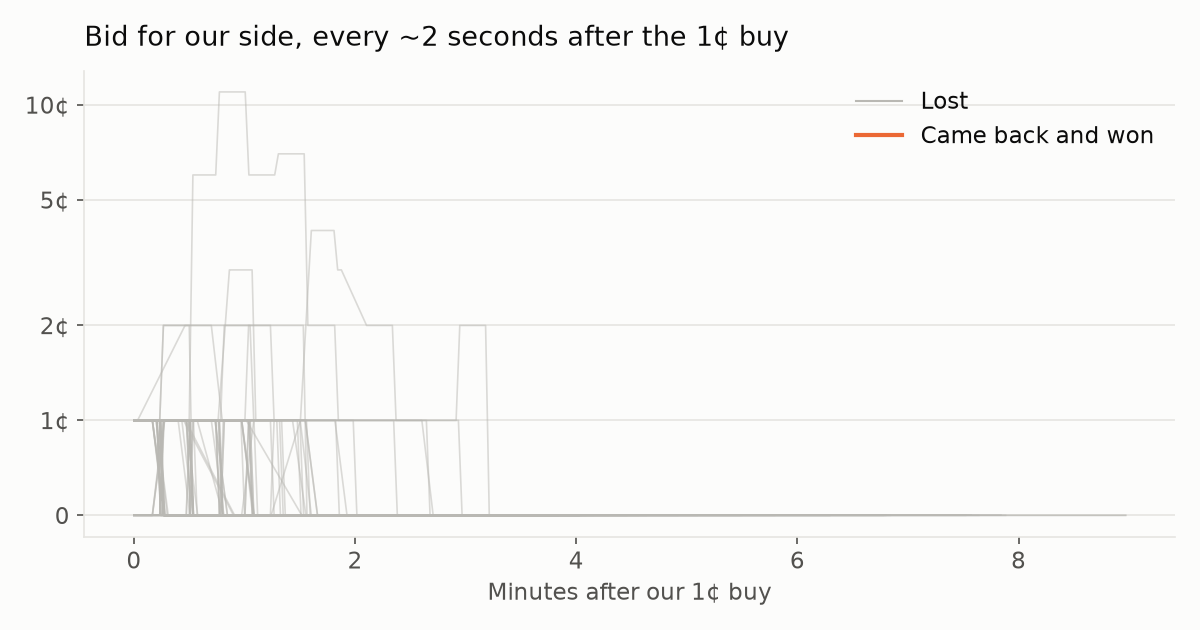 Bid for our side, every ~2 seconds after the 1¢ buy
Lost
Came back and won
10¢
5¢
2¢
1¢
0
0 2 4 6 8
Minutes after our 1¢ buy